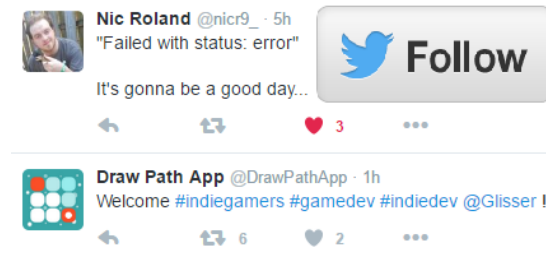 Nic Roland @nicr9_ · 5h
"Failed with status: error"
It's gonna be a good day...
Follow
3
Draw Path App @DrawPathApp · 1h
Welcome #indiegamers #gamedev #indiedev @Glisser !
6 2